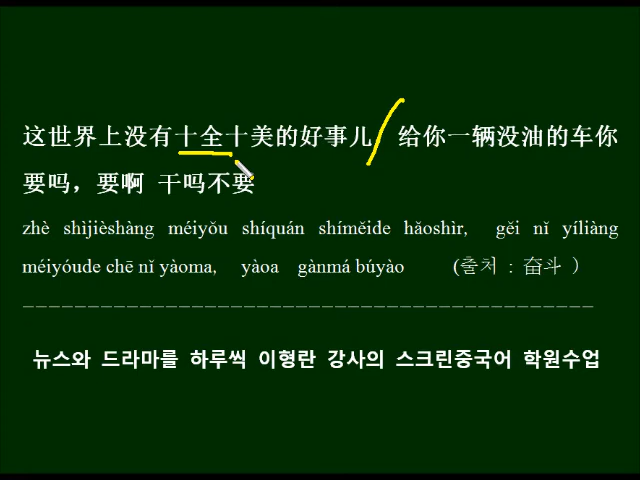 这世界上没有十全十美的好事儿 给你一辆没油的车你
要吗，要啊 干吗不要
zhè shìjièshàng méiyǒu shíquán shíměide hǎoshìr, gěi nǐ yíliàng
méiyóude chē nǐ yàoma, yàoa gànmá búyào (출처 : 奋斗 )
뉴스와 드라마를 하루씩 이형란 강사의 스크린중국어 학원수업